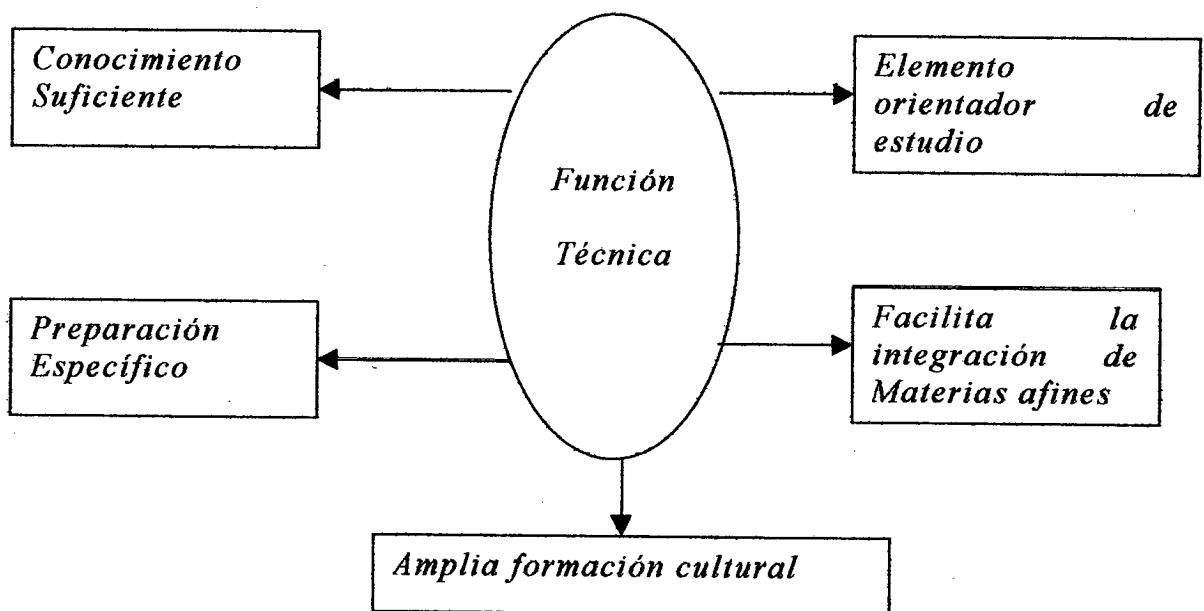 Conocimiento
Suficiente
Elemento
orientador de
estudio
Función
Técnica
Preparación
Específico
Facilita la
integración de
Materias afines
Amplia formación cultural